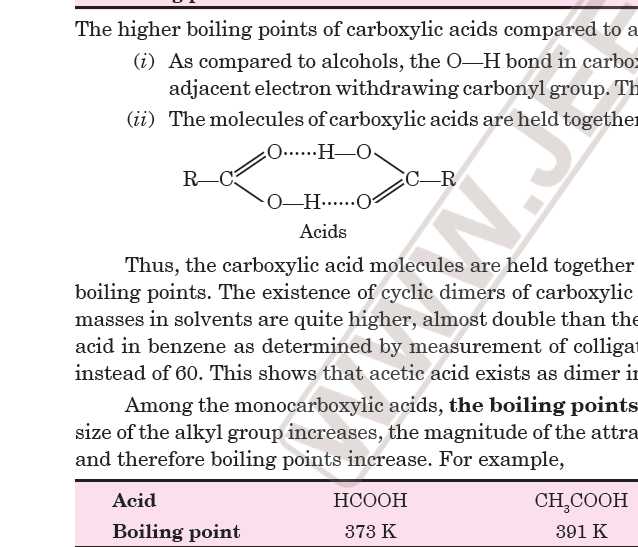 The higher boiling points of carboxylic acids compared to a
(i) As compared to alcohols, the O—H bond in carbox
adjacent electron withdrawing carbonyl group. Th
(ii) The molecules of carboxylic acids are held together
O······H—O
R—C C—R
O—H······O
Acids
Thus, the carboxylic acid molecules are held together
boiling points. The existence of cyclic dimers of carboxylic
masses in solvents are quite higher, almost double than the
acid in benzene as determined by measurement of colligat
instead of 60. This shows that acetic acid exists as dimer in
Among the monocarboxylic acids, the boiling points
size of the alkyl group increases, the magnitude of the attra
and therefore boiling points increase. For example,
Acid HCOOH CH₃COOH
Boiling point 373 K 391 K
WWW.JEE